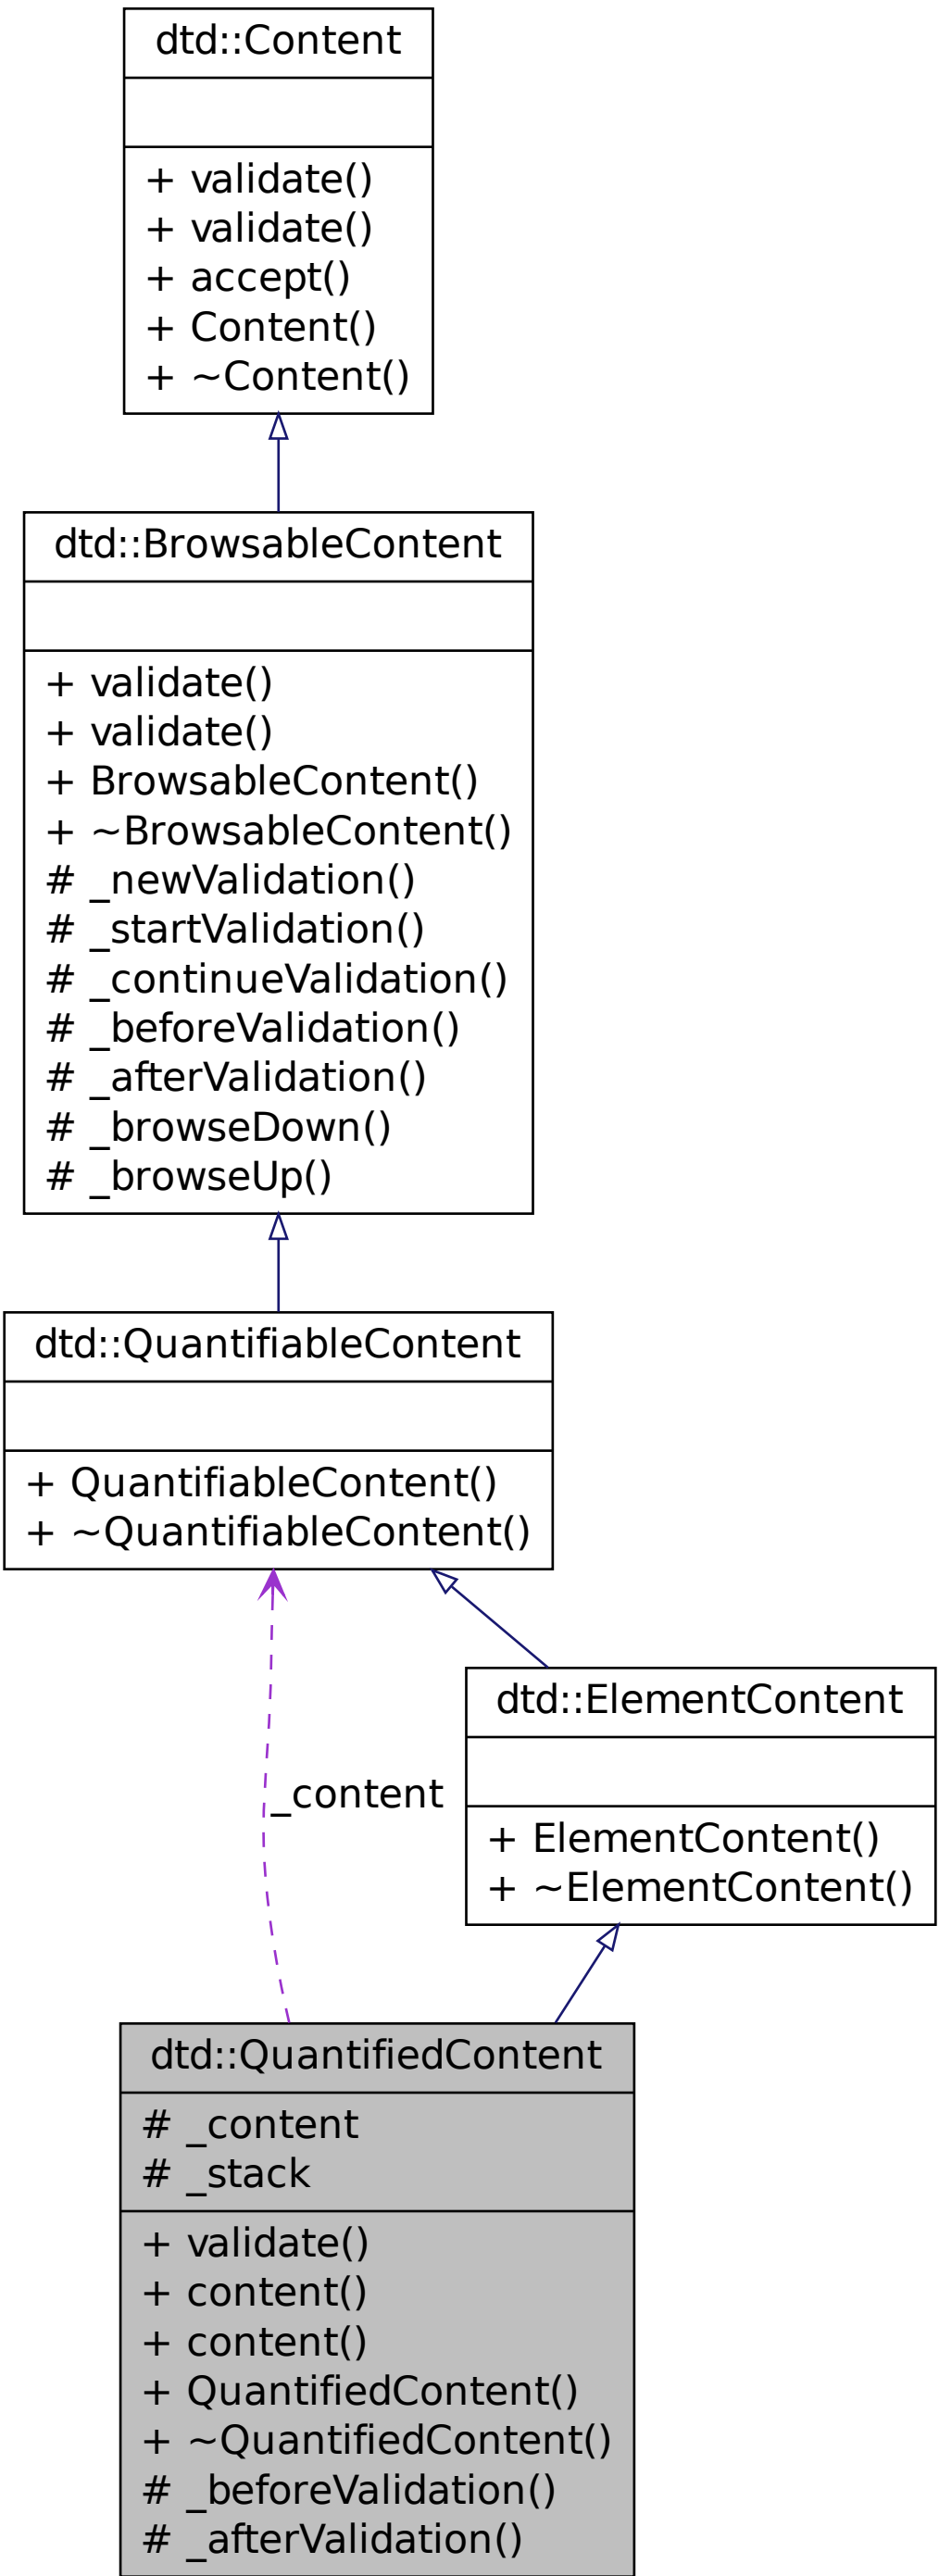 dtd::Content
+ validate()
+ validate()
+ accept()
+ Content()
+ ~Content()
dtd::BrowsableContent
+ validate()
+ validate()
+ BrowsableContent()
+ ~BrowsableContent()
# _newValidation()
# _startValidation()
# _continueValidation()
# _beforeValidation()
# _afterValidation()
# _browseDown()
# _browseUp()
dtd::QuantifiableContent
+ QuantifiableContent()
+ ~QuantifiableContent()
dtd::ElementContent
_content
+ ElementContent()
+ ~ElementContent()
dtd::QuantifiedContent
# _content
# _stack
+ validate()
+ content()
+ content()
+ QuantifiedContent()
+ ~QuantifiedContent()
# _beforeValidation()
# _afterValidation()